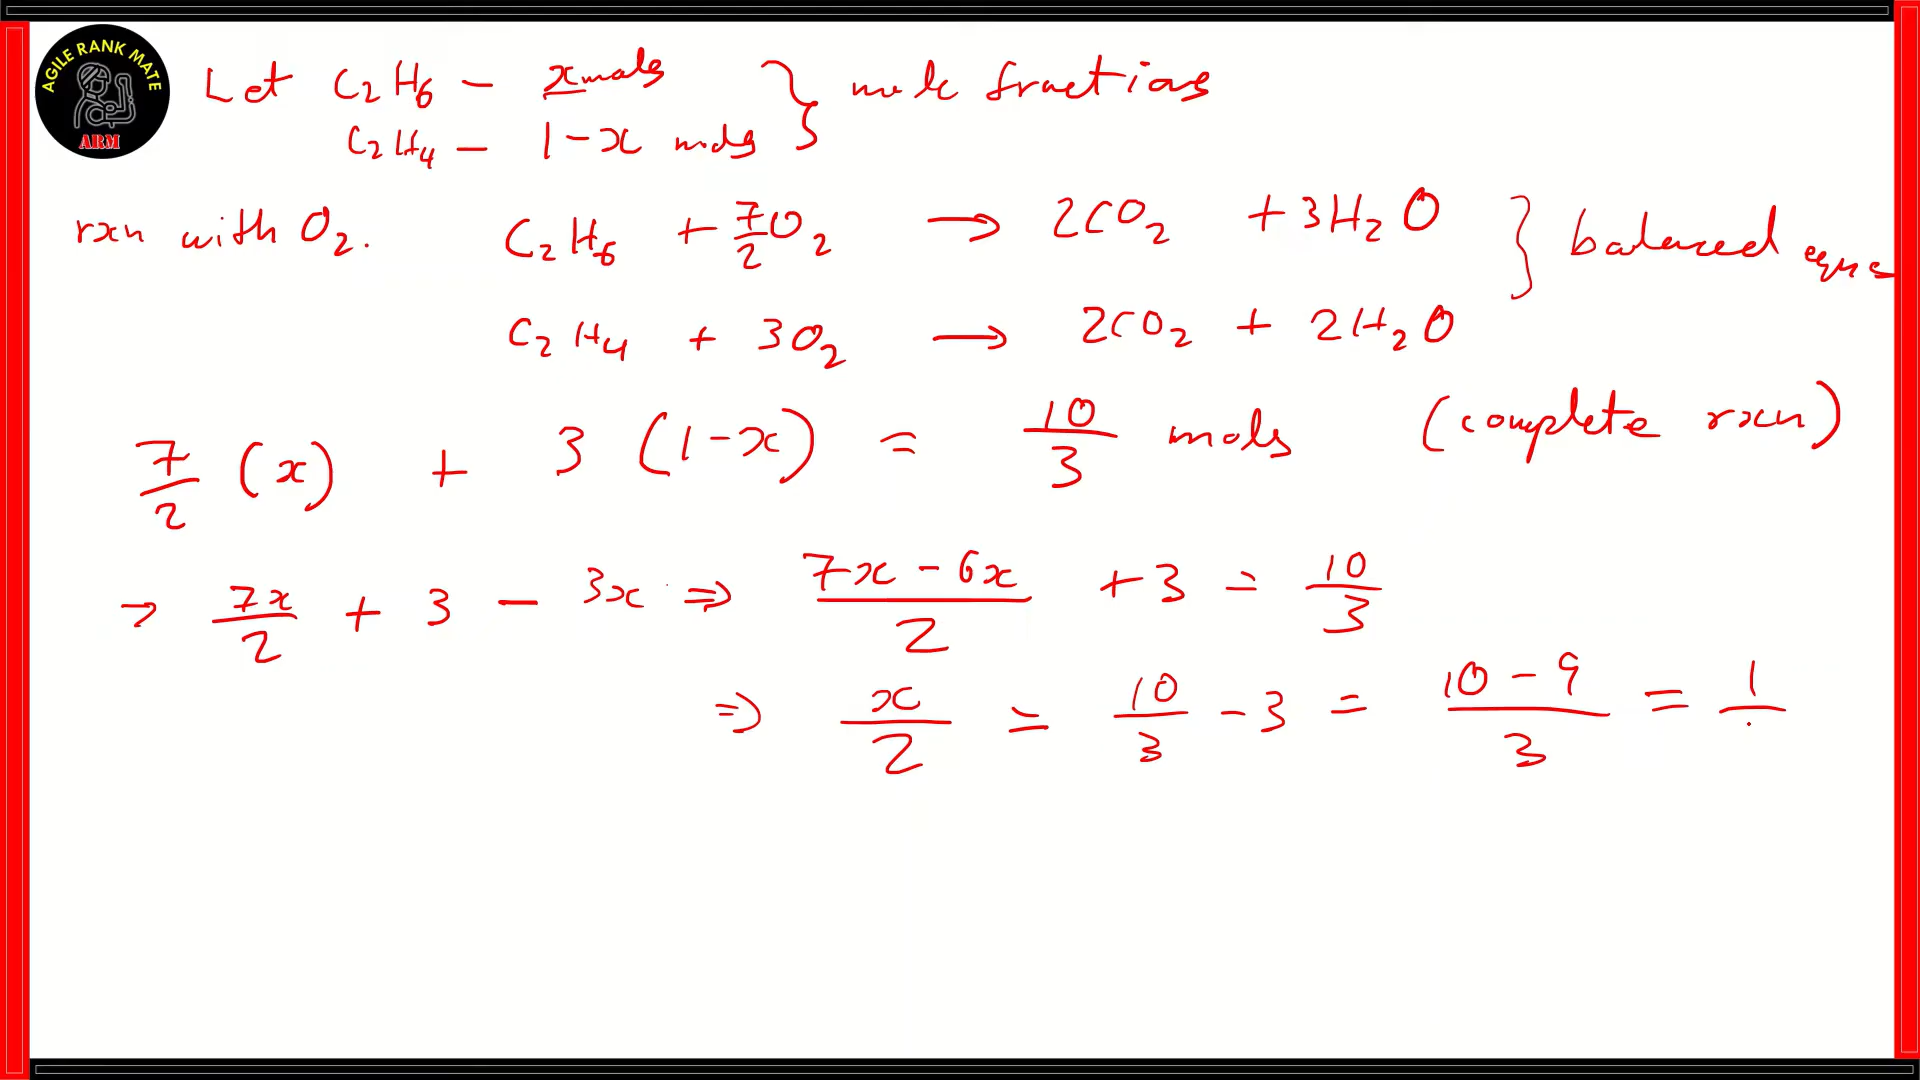 AGILE RANK MATE
ARM
Let C₂H₆ – x mols } mole fractions
C₂H₄ – 1–x mols
rxn with O₂. C₂H₆ + 7/2 O₂ → 2CO₂ + 3H₂O } balanced eqns
C₂H₄ + 3O₂ → 2CO₂ + 2H₂O
7/2 (x) + 3 (1–x) = 10/3 mols (complete rxn)
→ 7x/2 + 3 – 3x ⇒ (7x – 6x)/2 + 3 = 10/3
⇒ x/2 = 10/3 – 3 = (10 – 9)/3 = 1/